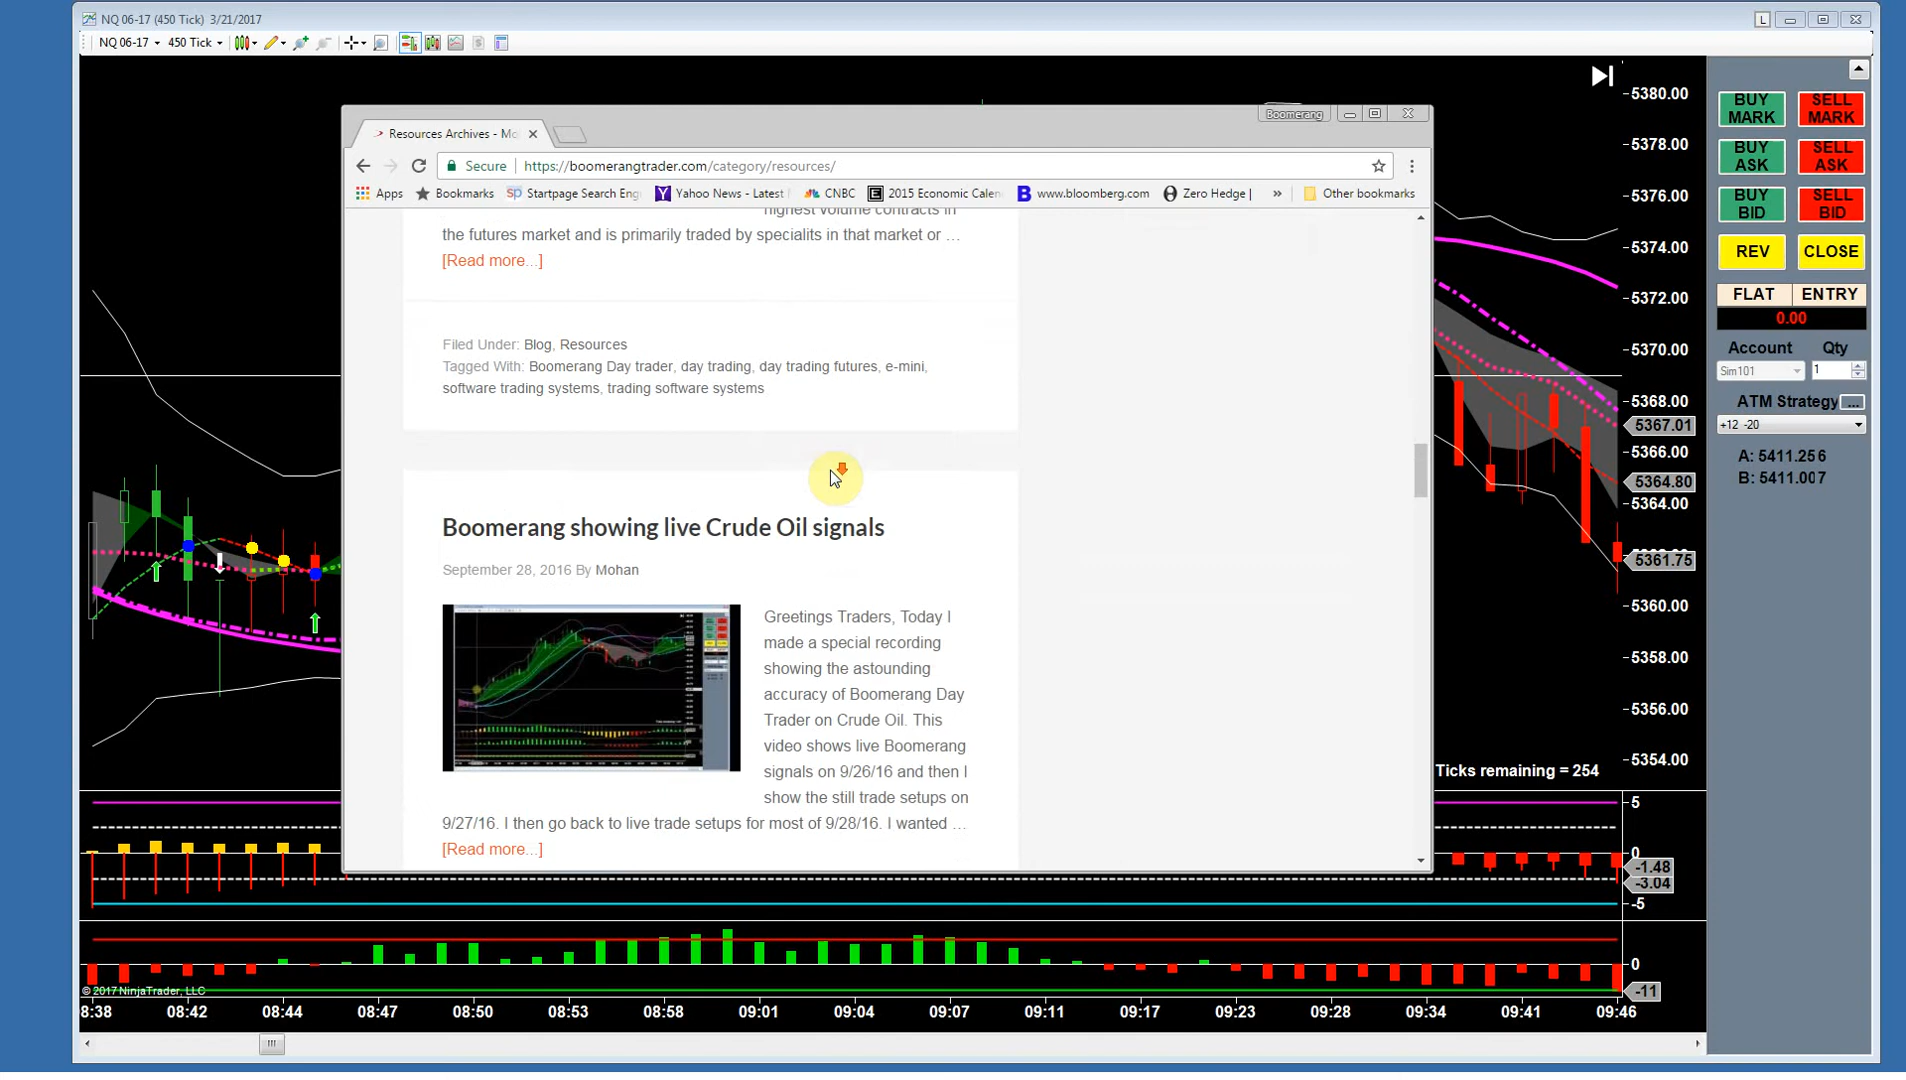 NQ 06-17 (450 Tick) 3/21/2017
L
NQ 06-17 450 Tick
Boomerang
Resources Archives - Mo
Secure https://boomerangtrader.com/category/resources/
Apps Bookmarks Startpage Search Eng Yahoo News - Latest CNBC 2015 Economic Calen www.bloomberg.com Zero Hedge | » Other bookmarks
highest volume contracts in
the futures market and is primarily traded by specialits in that market or …
[Read more...]
Filed Under: Blog, Resources
Tagged With: Boomerang Day trader, day trading, day trading futures, e-mini,
software trading systems, trading software systems
Boomerang showing live Crude Oil signals
September 28, 2016 By Mohan
Greetings Traders, Today I
made a special recording
showing the astounding
accuracy of Boomerang Day
Trader on Crude Oil. This
video shows live Boomerang
signals on 9/26/16 and then I
show the still trade setups on
9/27/16. I then go back to live trade setups for most of 9/28/16. I wanted …
[Read more...]
5380.00
5378.00
5376.00
5374.00
5372.00
5370.00
5368.00
5367.01
5366.00
5364.80
5364.00
5361.75
5360.00
5358.00
5356.00
5354.00
Ticks remaining = 254
5
0
-1.48
-3.04
-5
0
-11
© 2017 NinjaTrader, LLC
8:38 08:42 08:44 08:47 08:50 08:53 08:58 09:01 09:04 09:07 09:11 09:17 09:23 09:28 09:34 09:41 09:46
BUY MARK
SELL MARK
BUY ASK
SELL ASK
BUY BID
SELL BID
REV CLOSE
FLAT ENTRY
0.00
Account Qty
Sim101 1
ATM Strategy ...
+12 -20
A: 5411.256
B: 5411.007